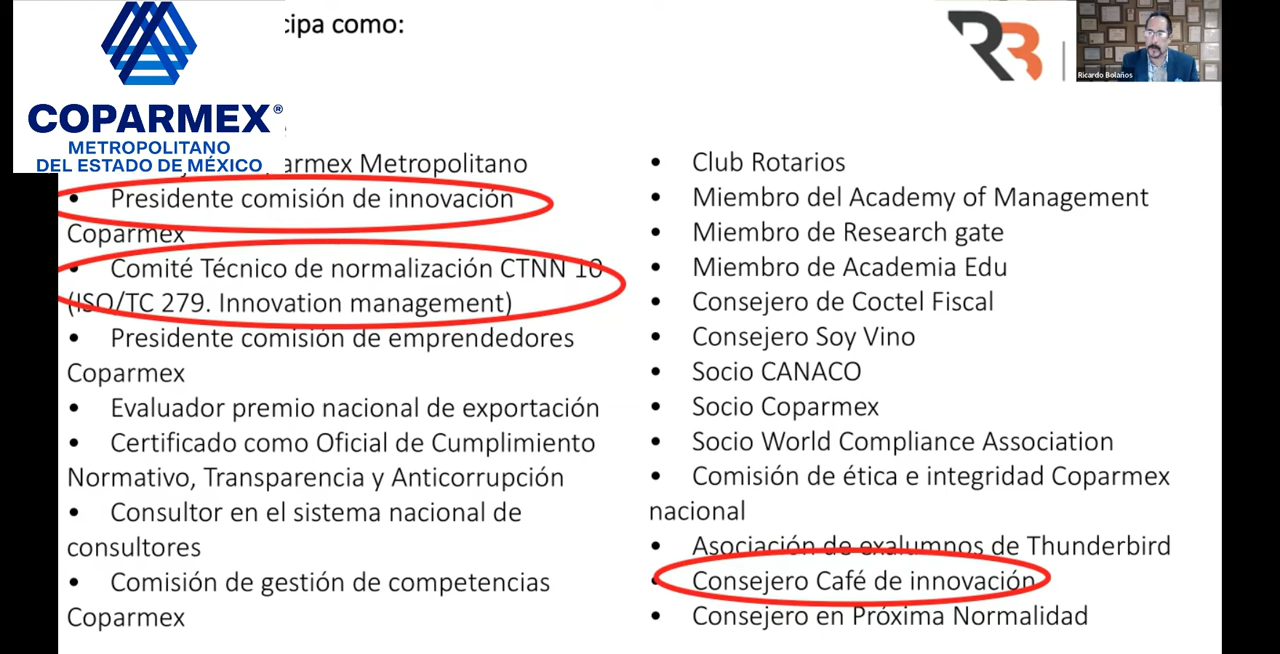 cipa como:
COPARMEX®
METROPOLITANO
DEL ESTADO DE MÉXICO
RB
Ricardo Bolaños
armex Metropolitano
• Presidente comisión de innovación
Coparmex
• Comité Técnico de normalización CTNN 10
(ISO/TC 279. Innovation management)
• Presidente comisión de emprendedores
Coparmex
• Evaluador premio nacional de exportación
• Certificado como Oficial de Cumplimiento
Normativo, Transparencia y Anticorrupción
• Consultor en el sistema nacional de
consultores
• Comisión de gestión de competencias
Coparmex
• Club Rotarios
• Miembro del Academy of Management
• Miembro de Research gate
• Miembro de Academia Edu
• Consejero de Coctel Fiscal
• Consejero Soy Vino
• Socio CANACO
• Socio Coparmex
• Socio World Compliance Association
• Comisión de ética e integridad Coparmex
nacional
• Asociación de exalumnos de Thunderbird
• Consejero Café de innovación
• Consejero en Próxima Normalidad